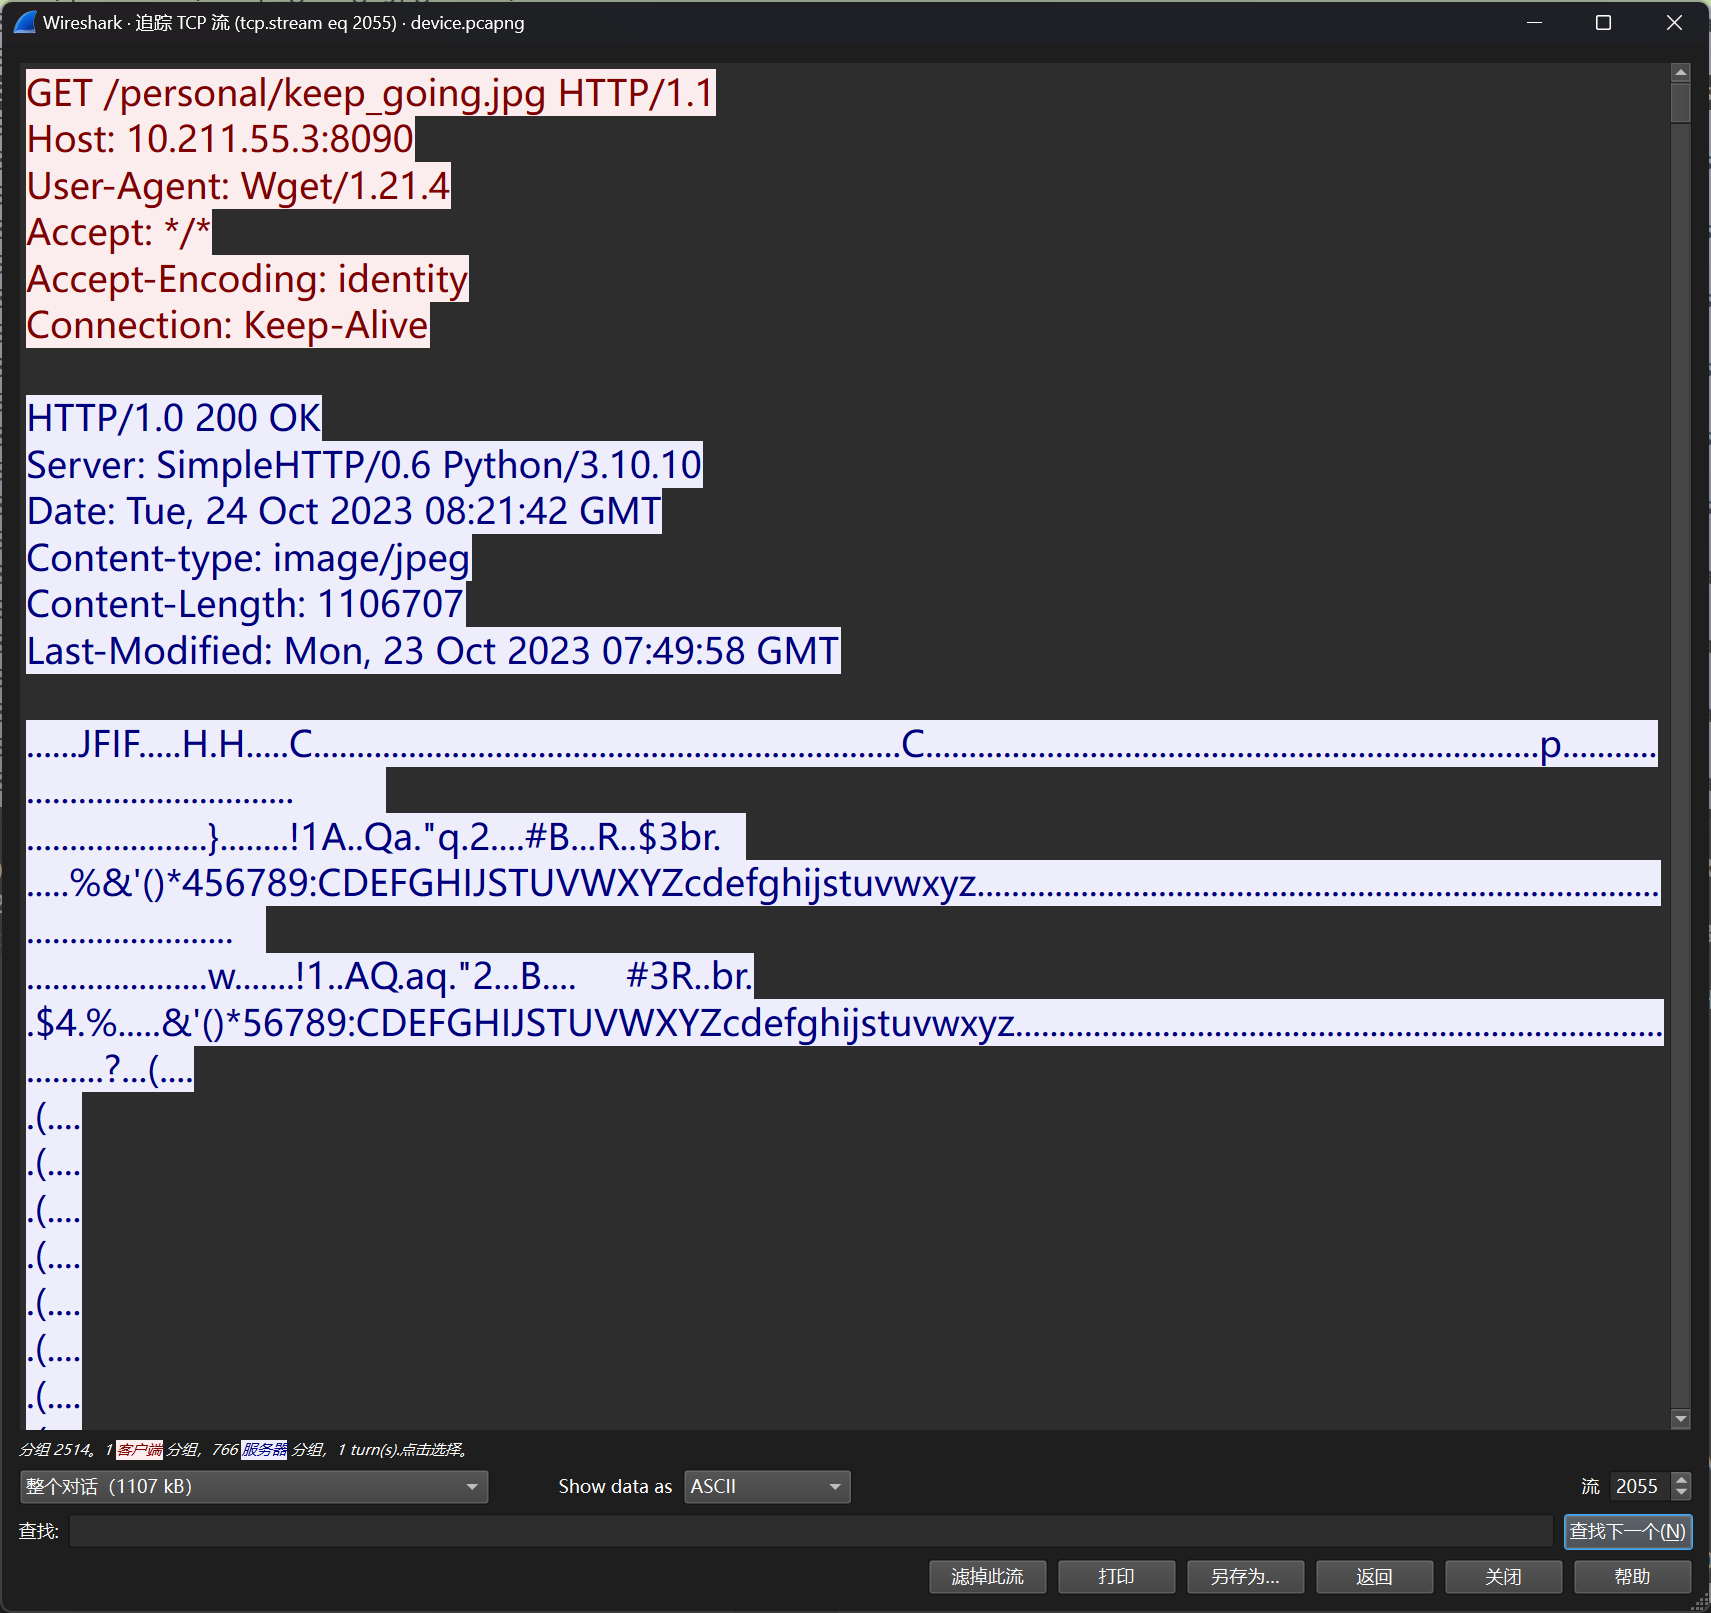 Wireshark · 追踪 TCP 流 (tcp.stream eq 2055) · device.pcapng
GET /personal/keep_going.jpg HTTP/1.1
Host: 10.211.55.3:8090
User-Agent: Wget/1.21.4
Accept: */*
Accept-Encoding: identity
Connection: Keep-Alive
HTTP/1.0 200 OK
Server: SimpleHTTP/0.6 Python/3.10.10
Date: Tue, 24 Oct 2023 08:21:42 GMT
Content-type: image/jpeg
Content-Length: 1106707
Last-Modified: Mon, 23 Oct 2023 07:49:58 GMT
......JFIF.....H.H.....C....................................................................C.......................................................................p...........
...............................
.....................}........!1A..Qa."q.2....#B...R..$3br.
.....%&'()*456789:CDEFGHIJSTUVWXYZcdefghijstuvwxyz...............................................................................
........................
.....................w.......!1..AQ.aq."2...B.... #3R..br.
.$4.%.....&'()*56789:CDEFGHIJSTUVWXYZcdefghijstuvwxyz...........................................................................
.........?...(....
.(....
.(....
.(....
.(....
.(....
.(....
.(....
分组 2514。1 客户端 分组，766 服务器 分组，1 turn(s).点击选择。
整个对话（1107 kB） Show data as ASCII 流 2055
查找: 查找下一个(N)
滤掉此流 打印 另存为... 返回 关闭 帮助